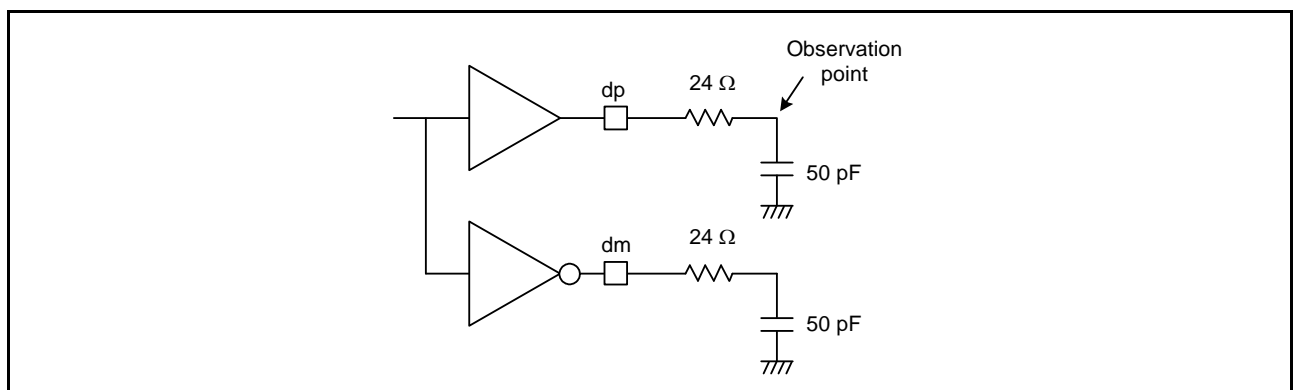 Observation
point
24 Ω
dp
50 pF
24 Ω
dm
50 pF